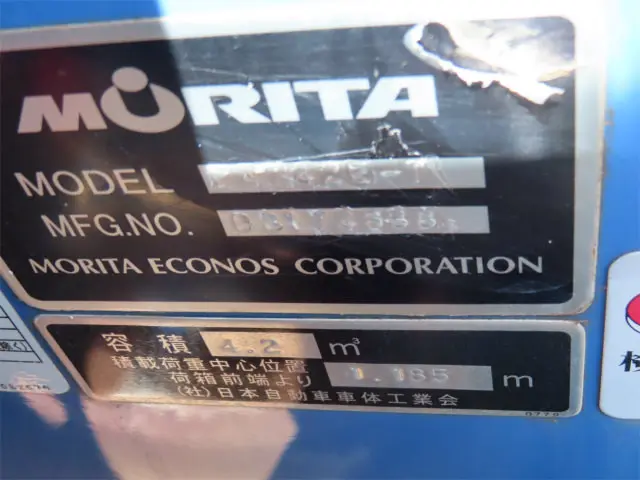 MORITA
MODEL
MFG.NO.
MORITA ECONOS CORPORATION
容積 4.2 m³
積載荷重中心位置
荷箱前端より 1.185 m
(社)日本自動車車体工業会
検